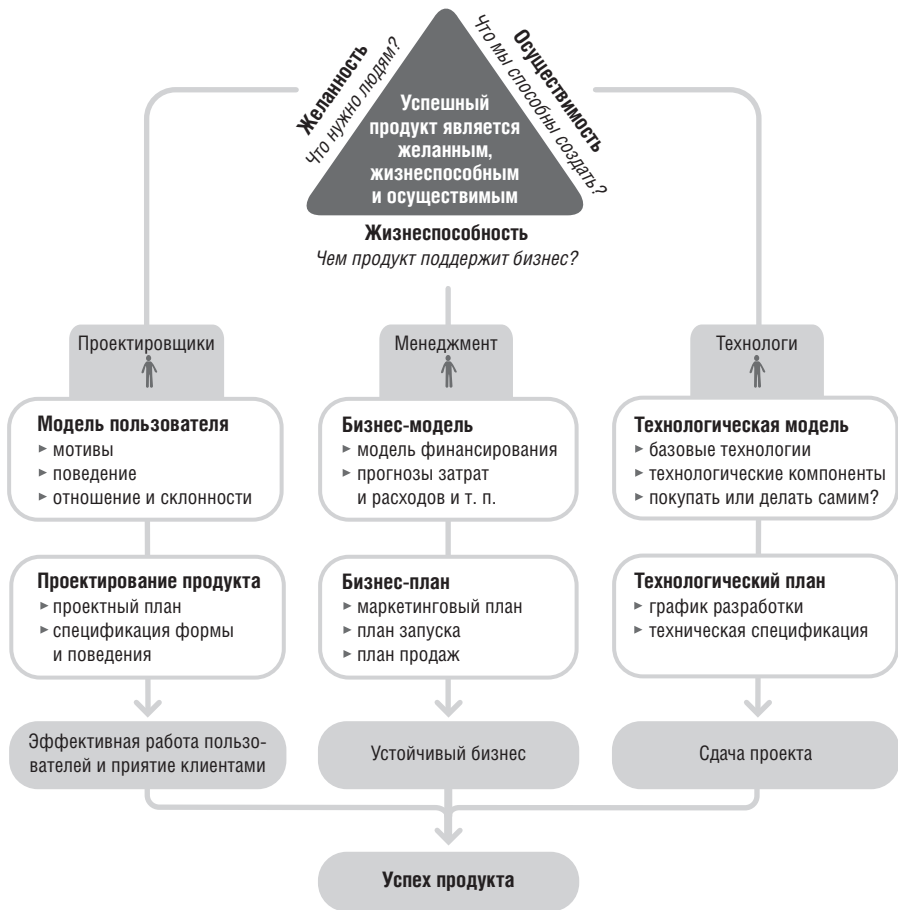 Желанность
Что нужно людям?
Осуществимость
Что мы способны создать?
Успешный
продукт является
желанным,
жизнеспособным
и осуществимым
Жизнеспособность
Чем продукт поддержит бизнес?
Проектировщики
Модель пользователя
▸ мотивы
▸ поведение
▸ отношение и склонности
Проектирование продукта
▸ проектный план
▸ спецификация формы
и поведения
Эффективная работа пользо-
вателей и приятие клиентами
Менеджмент
Бизнес-модель
▸ модель финансирования
▸ прогнозы затрат
и расходов и т. п.
Бизнес-план
▸ маркетинговый план
▸ план запуска
▸ план продаж
Устойчивый бизнес
Технологи
Технологическая модель
▸ базовые технологии
▸ технологические компоненты
▸ покупать или делать самим?
Технологический план
▸ график разработки
▸ техническая спецификация
Сдача проекта
Успех продукта